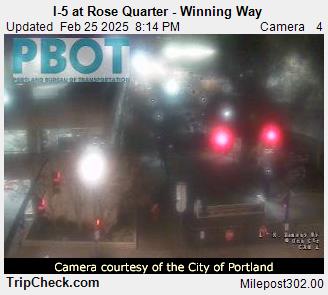 I-5 at Rose Quarter - Winning Way
Updated Feb 25 2025 8:14 PM Camera 4
PBOT
PORTLAND BUREAU OF TRANSPORTATION
Camera courtesy of the City of Portland
TripCheck.com Milepost302.00